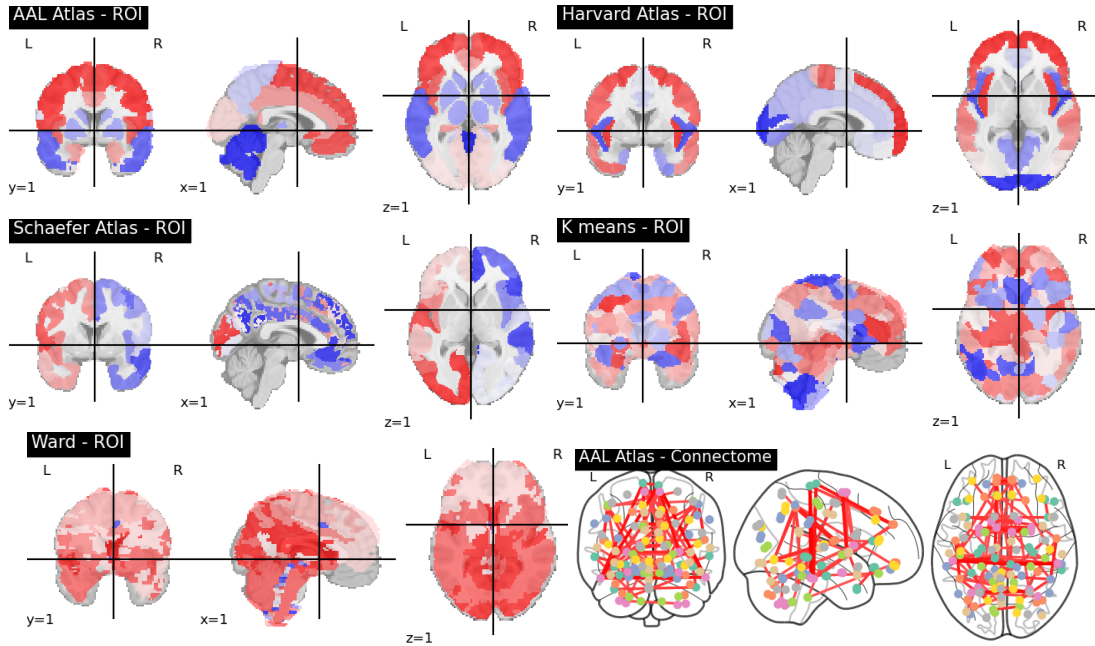 AAL Atlas - ROI
L
R
y=1
x=1
z=1
Harvard Atlas - ROI
L
R
y=1
x=1
z=1
Schaefer Atlas - ROI
L
R
y=1
x=1
z=1
K means - ROI
L
R
y=1
x=1
z=1
Ward - ROI
L
R
y=1
x=1
z=1
AAL Atlas - Connectome
L
R
L
R
L
R
L
R
L
R
L
R
L
R